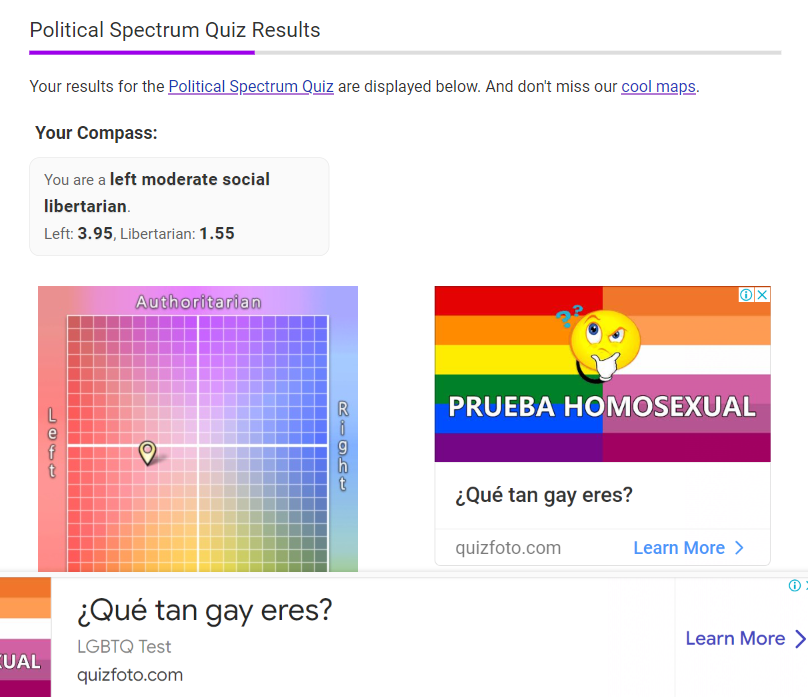 Political Spectrum Quiz Results
Your results for the Political Spectrum Quiz are displayed below. And don't miss our cool maps.
Your Compass:
You are a left moderate social
libertarian.
Left: 3.95, Libertarian: 1.55
Authoritarian
Left
Right
??
PRUEBA HOMOSEXUAL
¿Qué tan gay eres?
quizfoto.com
Learn More
¿Qué tan gay eres?
LGBTQ Test
quizfoto.com
XUAL
Learn More